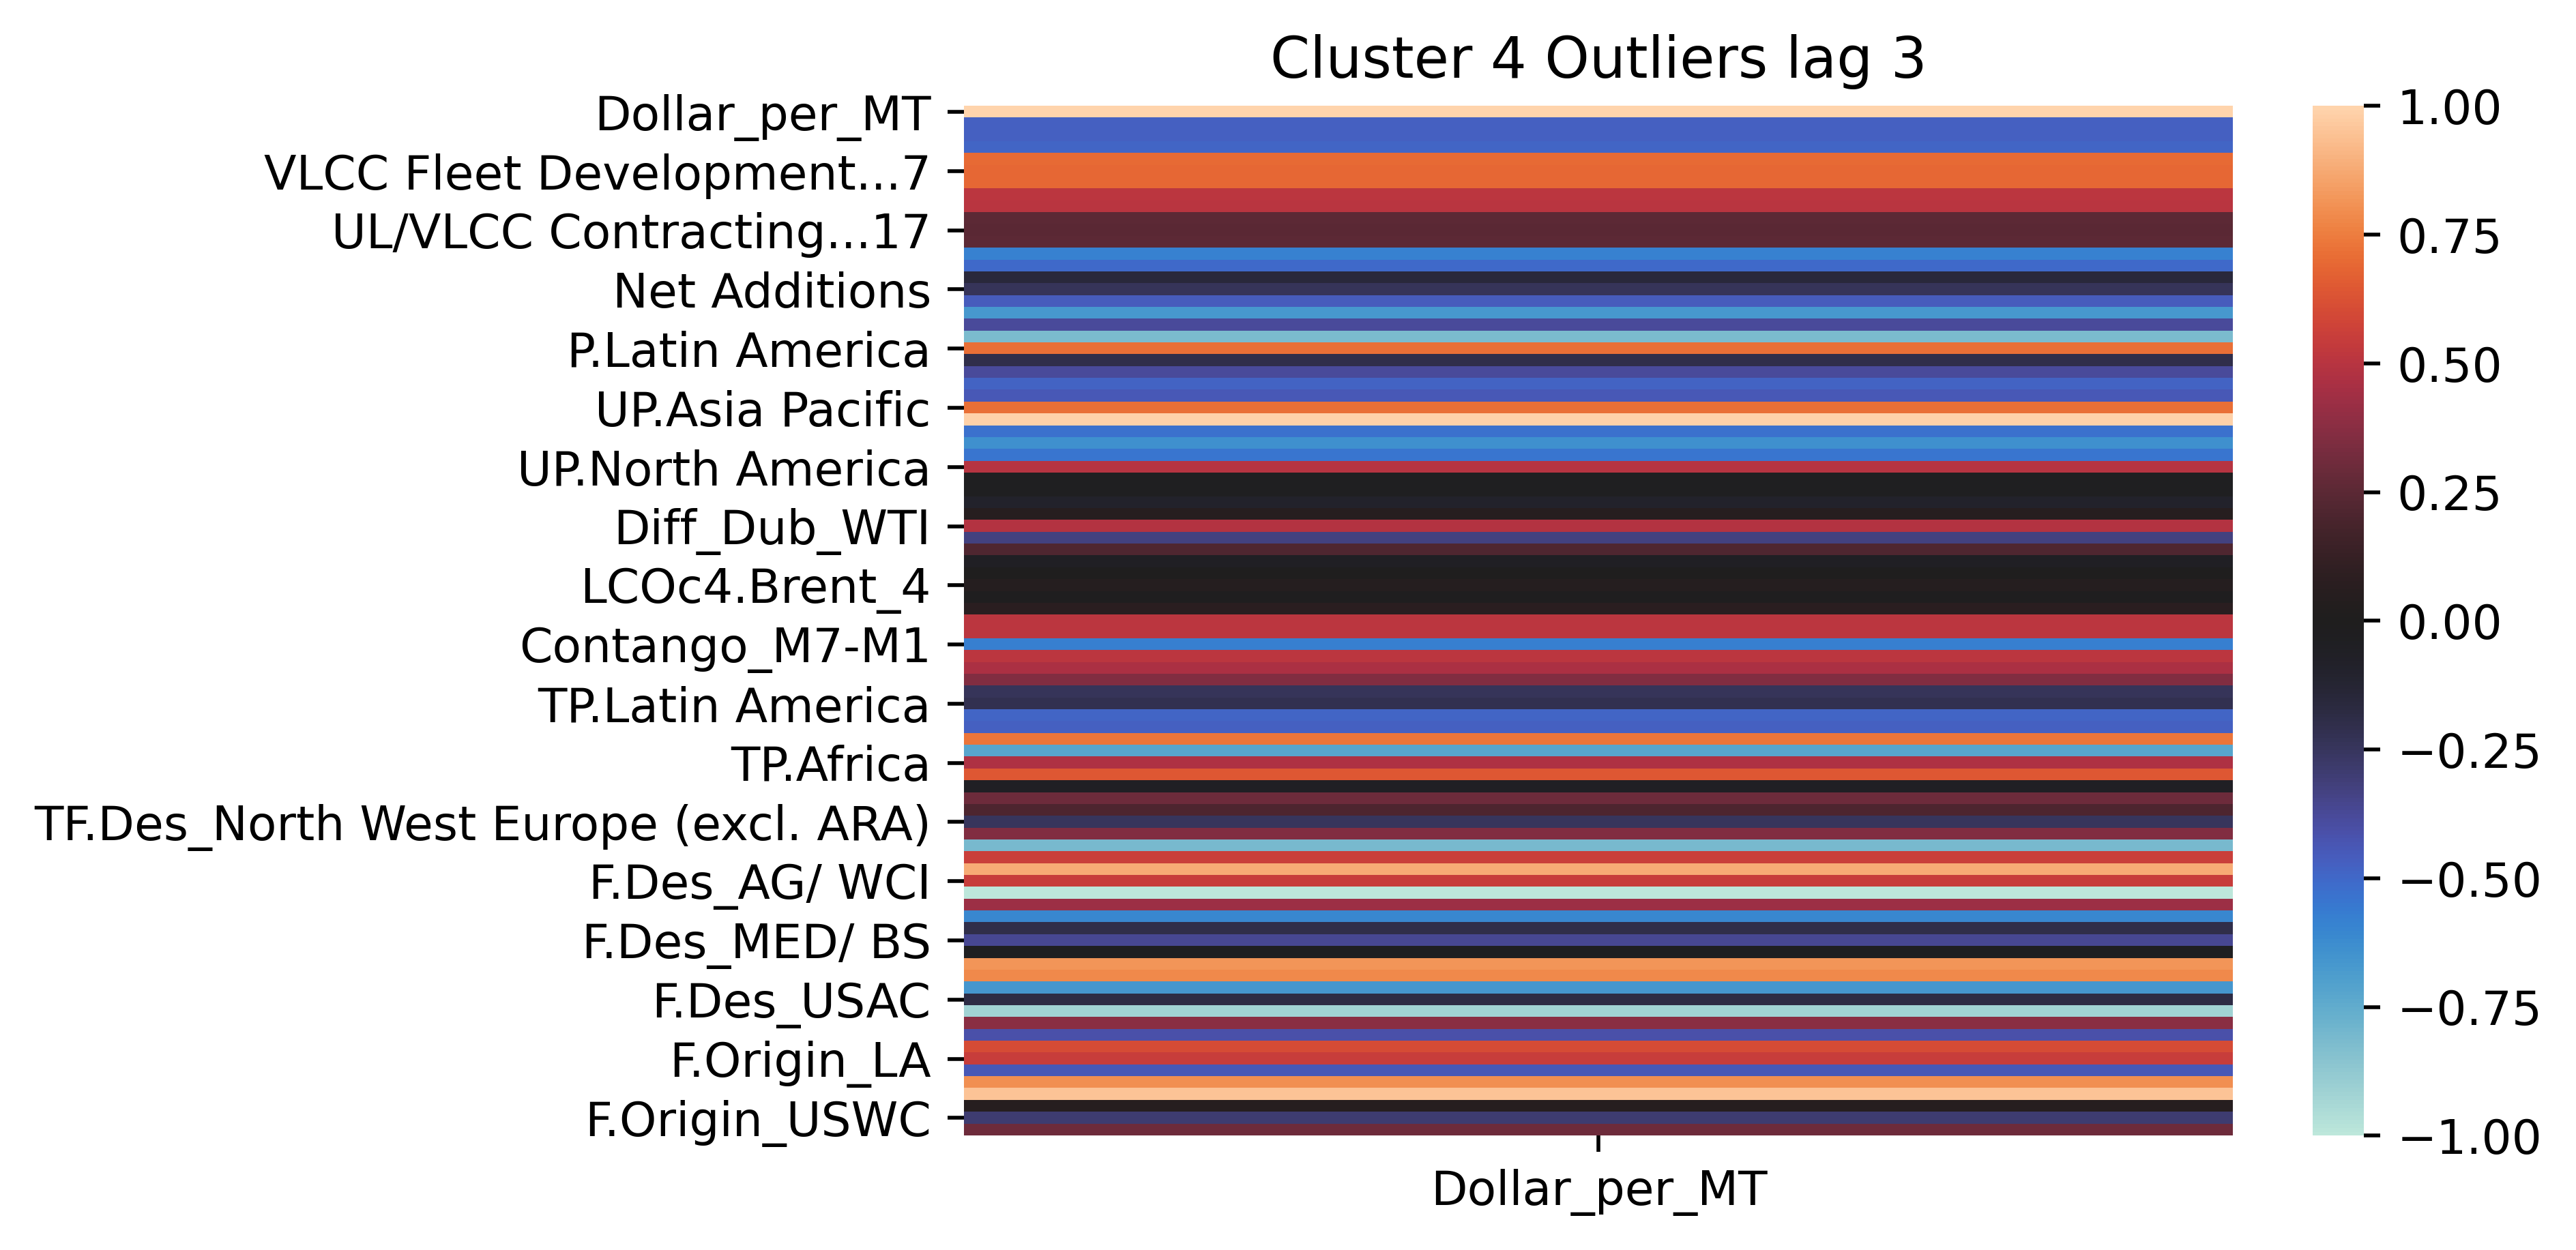 Cluster 4 Outliers lag 3
Dollar_per_MT
VLCC Fleet Development...7
UL/VLCC Contracting...17
Net Additions
P.Latin America
UP.Asia Pacific
UP.North America
Diff_Dub_WTI
LCOc4.Brent_4
Contango_M7-M1
TP.Latin America
TP.Africa
TF.Des_North West Europe (excl. ARA)
F.Des_AG/ WCI
F.Des_MED/ BS
F.Des_USAC
F.Origin_LA
F.Origin_USWC
Dollar_per_MT
1.00
0.75
0.50
0.25
0.00
−0.25
−0.50
−0.75
−1.00